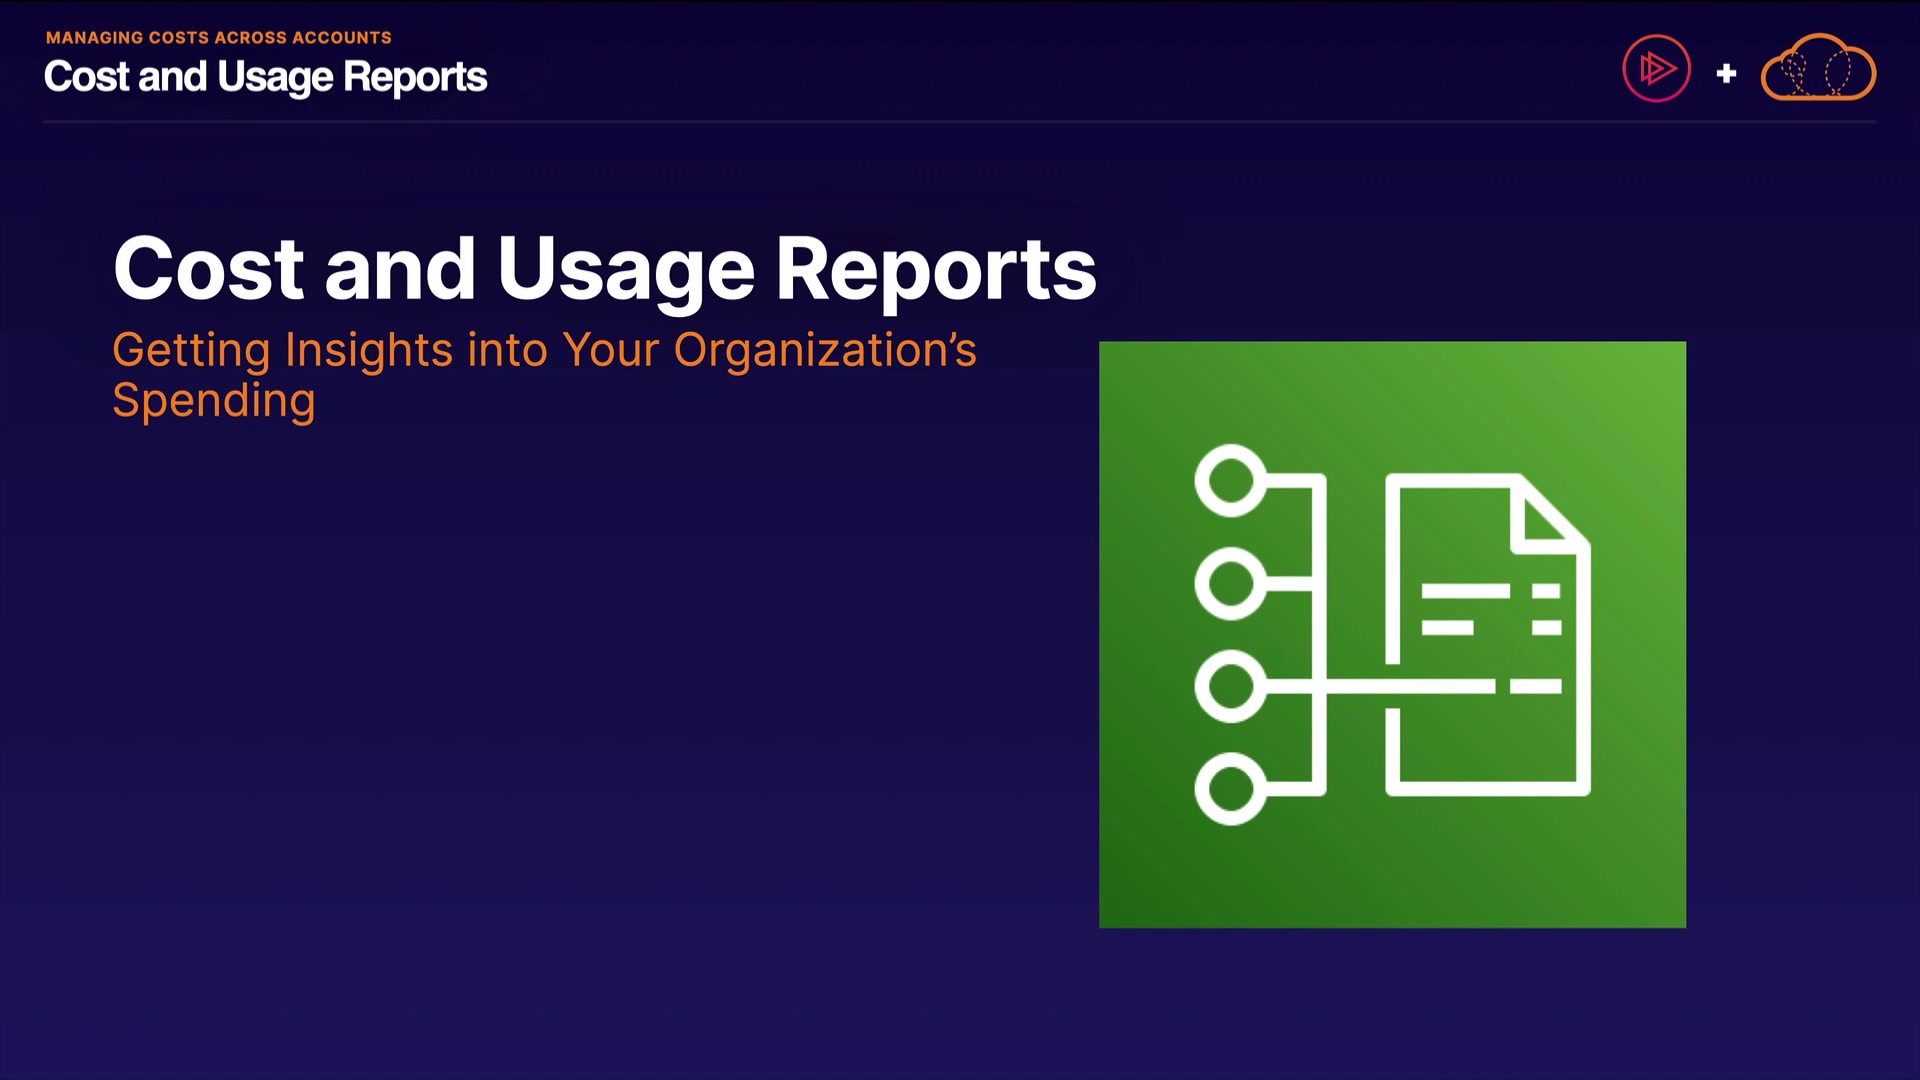 MANAGING COSTS ACROSS ACCOUNTS
Cost and Usage Reports
+
Cost and Usage Reports
Getting Insights into Your Organization’s
Spending